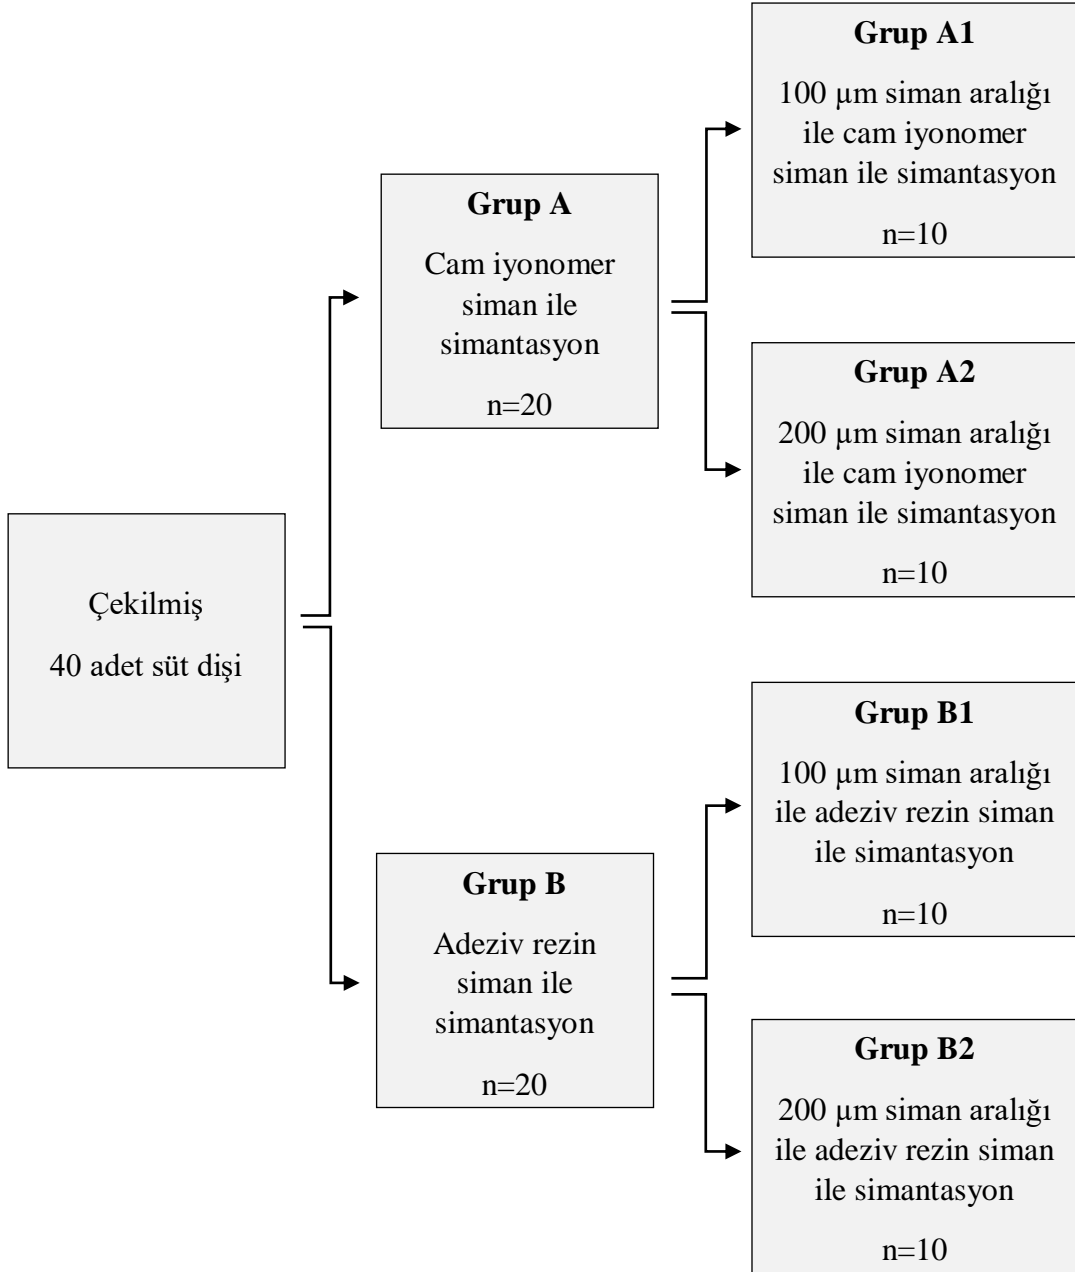 Çekilmiş
40 adet süt dişi
Grup A
Cam iyonomer
siman ile
simantasyon
n=20
Grup B
Adeziv rezin
siman ile
simantasyon
n=20
Grup A1
100 µm siman aralığı
ile cam iyonomer
siman ile simantasyon
n=10
Grup A2
200 µm siman aralığı
ile cam iyonomer
siman ile simantasyon
n=10
Grup B1
100 µm siman aralığı
ile adeziv rezin siman
ile simantasyon
n=10
Grup B2
200 µm siman aralığı
ile adeziv rezin siman
ile simantasyon
n=10